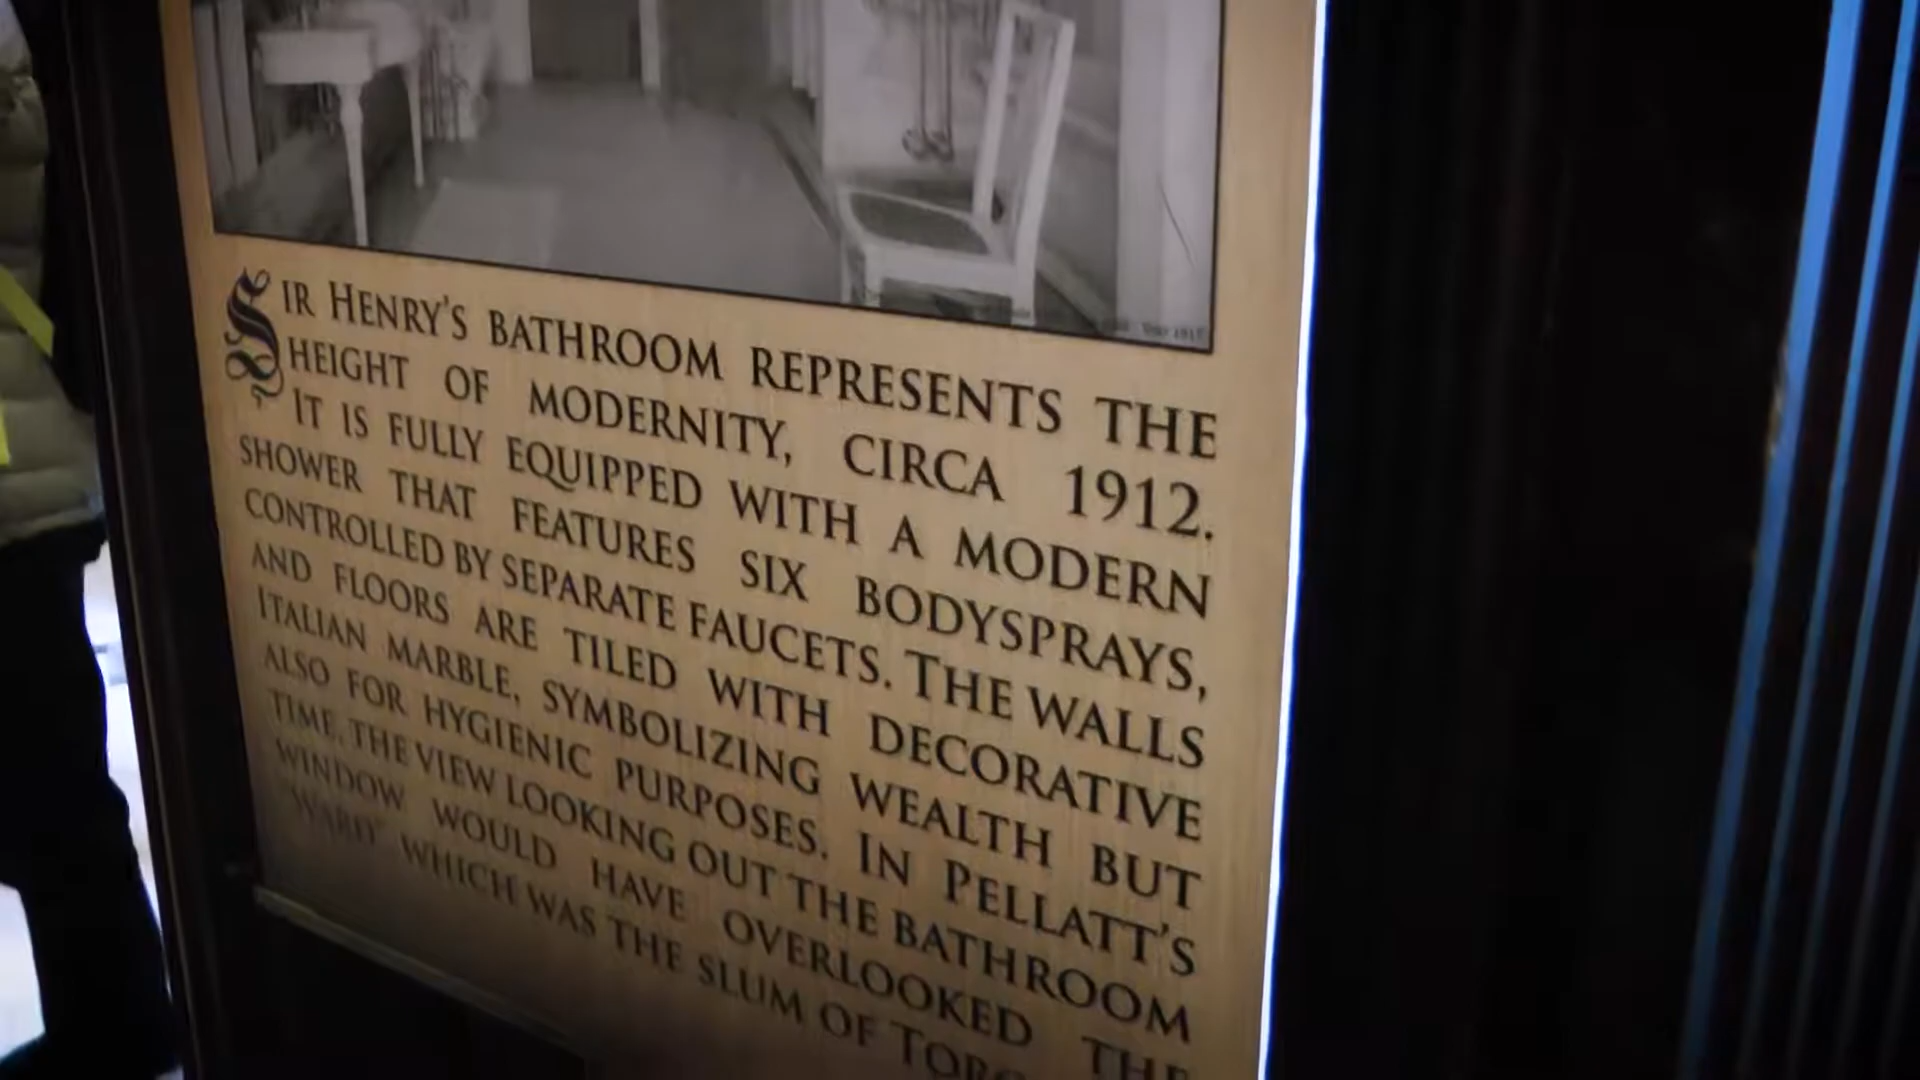 SIR HENRY'S BATHROOM REPRESENTS THE
HEIGHT OF MODERNITY, CIRCA 1912.
IT IS FULLY EQUIPPED WITH A MODERN
SHOWER THAT FEATURES SIX BODYSPRAYS,
CONTROLLED BY SEPARATE FAUCETS. THE WALLS
AND FLOORS ARE TILED WITH DECORATIVE
ITALIAN MARBLE, SYMBOLIZING WEALTH BUT
ALSO FOR HYGIENIC PURPOSES. IN PELLATT'S
TIME, THE VIEW LOOKING OUT THE BATHROOM
WINDOW WOULD HAVE OVERLOOKED THE
"WARD" WHICH WAS THE SLUM OF